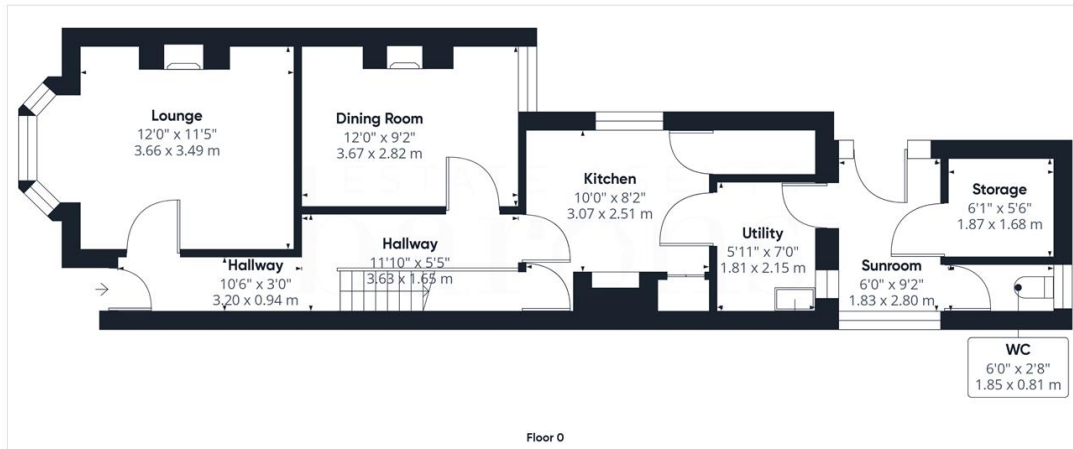 Lounge
12'0" x 11'5"
3.66 x 3.49 m
Dining Room
12'0" x 9'2"
3.67 x 2.82 m
Kitchen
10'0" x 8'2"
3.07 x 2.51 m
Storage
6'1" x 5'6"
1.87 x 1.68 m
Utility
5'11" x 7'0"
1.81 x 2.15 m
Hallway
11'10" x 5'5"
3.63 x 1.65 m
Hallway
10'6" x 3'0"
3.20 x 0.94 m
Sunroom
6'0" x 9'2"
1.83 x 2.80 m
WC
6'0" x 2'8"
1.85 x 0.81 m
Floor 0